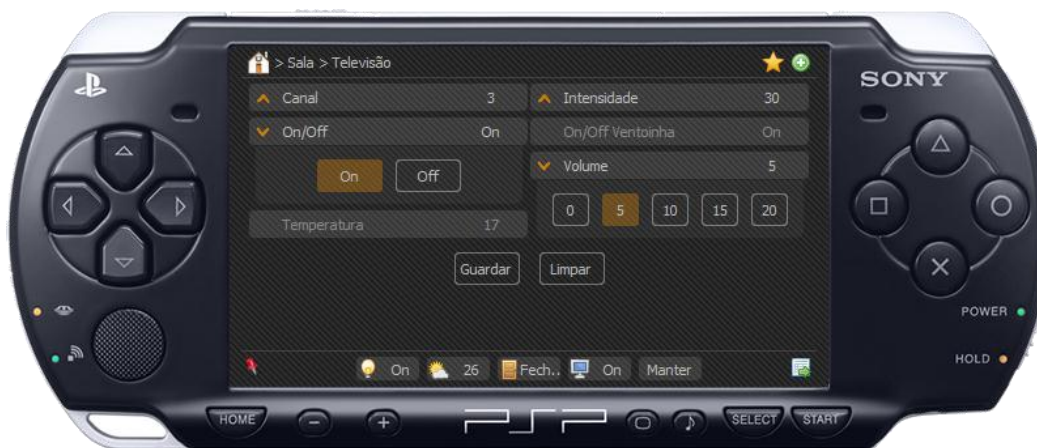 > Sala > Televisão
SONY
Canal 3
Intensidade 30
On/Off On
On/Off Ventoinha On
On Off
Volume 5
0 5 10 15 20
Temperatura 17
Guardar Limpar
POWER
HOLD
On 26 Fech.. On Manter
HOME PSP SELECT START